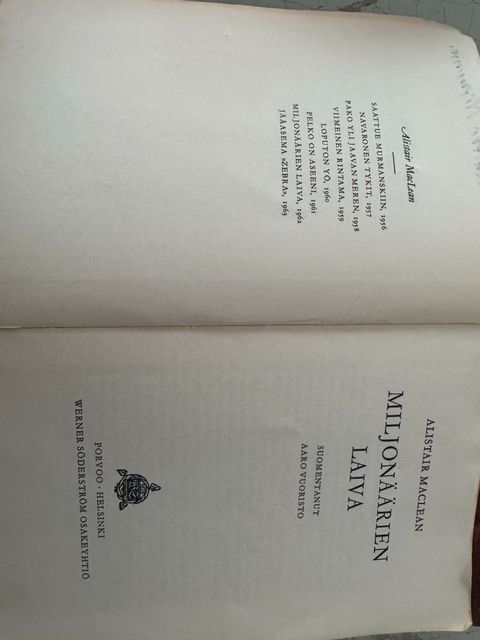 Alistair MacLean
SAATTUE MURMANSKIIN, 1956
NAVARONEN TYKIT, 1957
PAKO YLI JAAVAN MEREN, 1958
VIIMEINEN RINTAMA, 1959
LOPUTON YÖ, 1960
PELKO ON ASEENI, 1961
MILJONÄÄRIEN LAIVA, 1962
JÄÄASEMA »ZEBRA», 1963
ALISTAIR MACLEAN
MILJONÄÄRIEN
LAIVA
SUOMENTANUT
AARO VUORISTO
PORVOO · HELSINKI
WERNER SÖDERSTRÖM OSAKEYHTIÖ